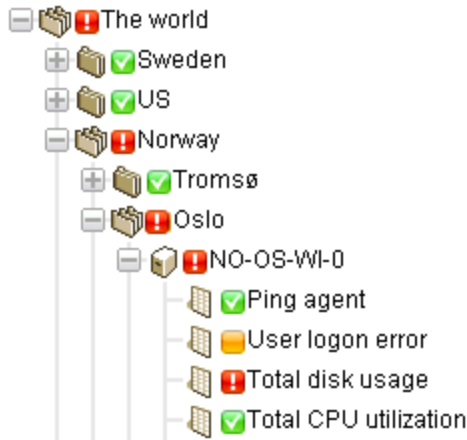 The world
Sweden
US
Norway
Tromsø
Oslo
NO-OS-WI-0
Ping agent
User logon error
Total disk usage
Total CPU utilization